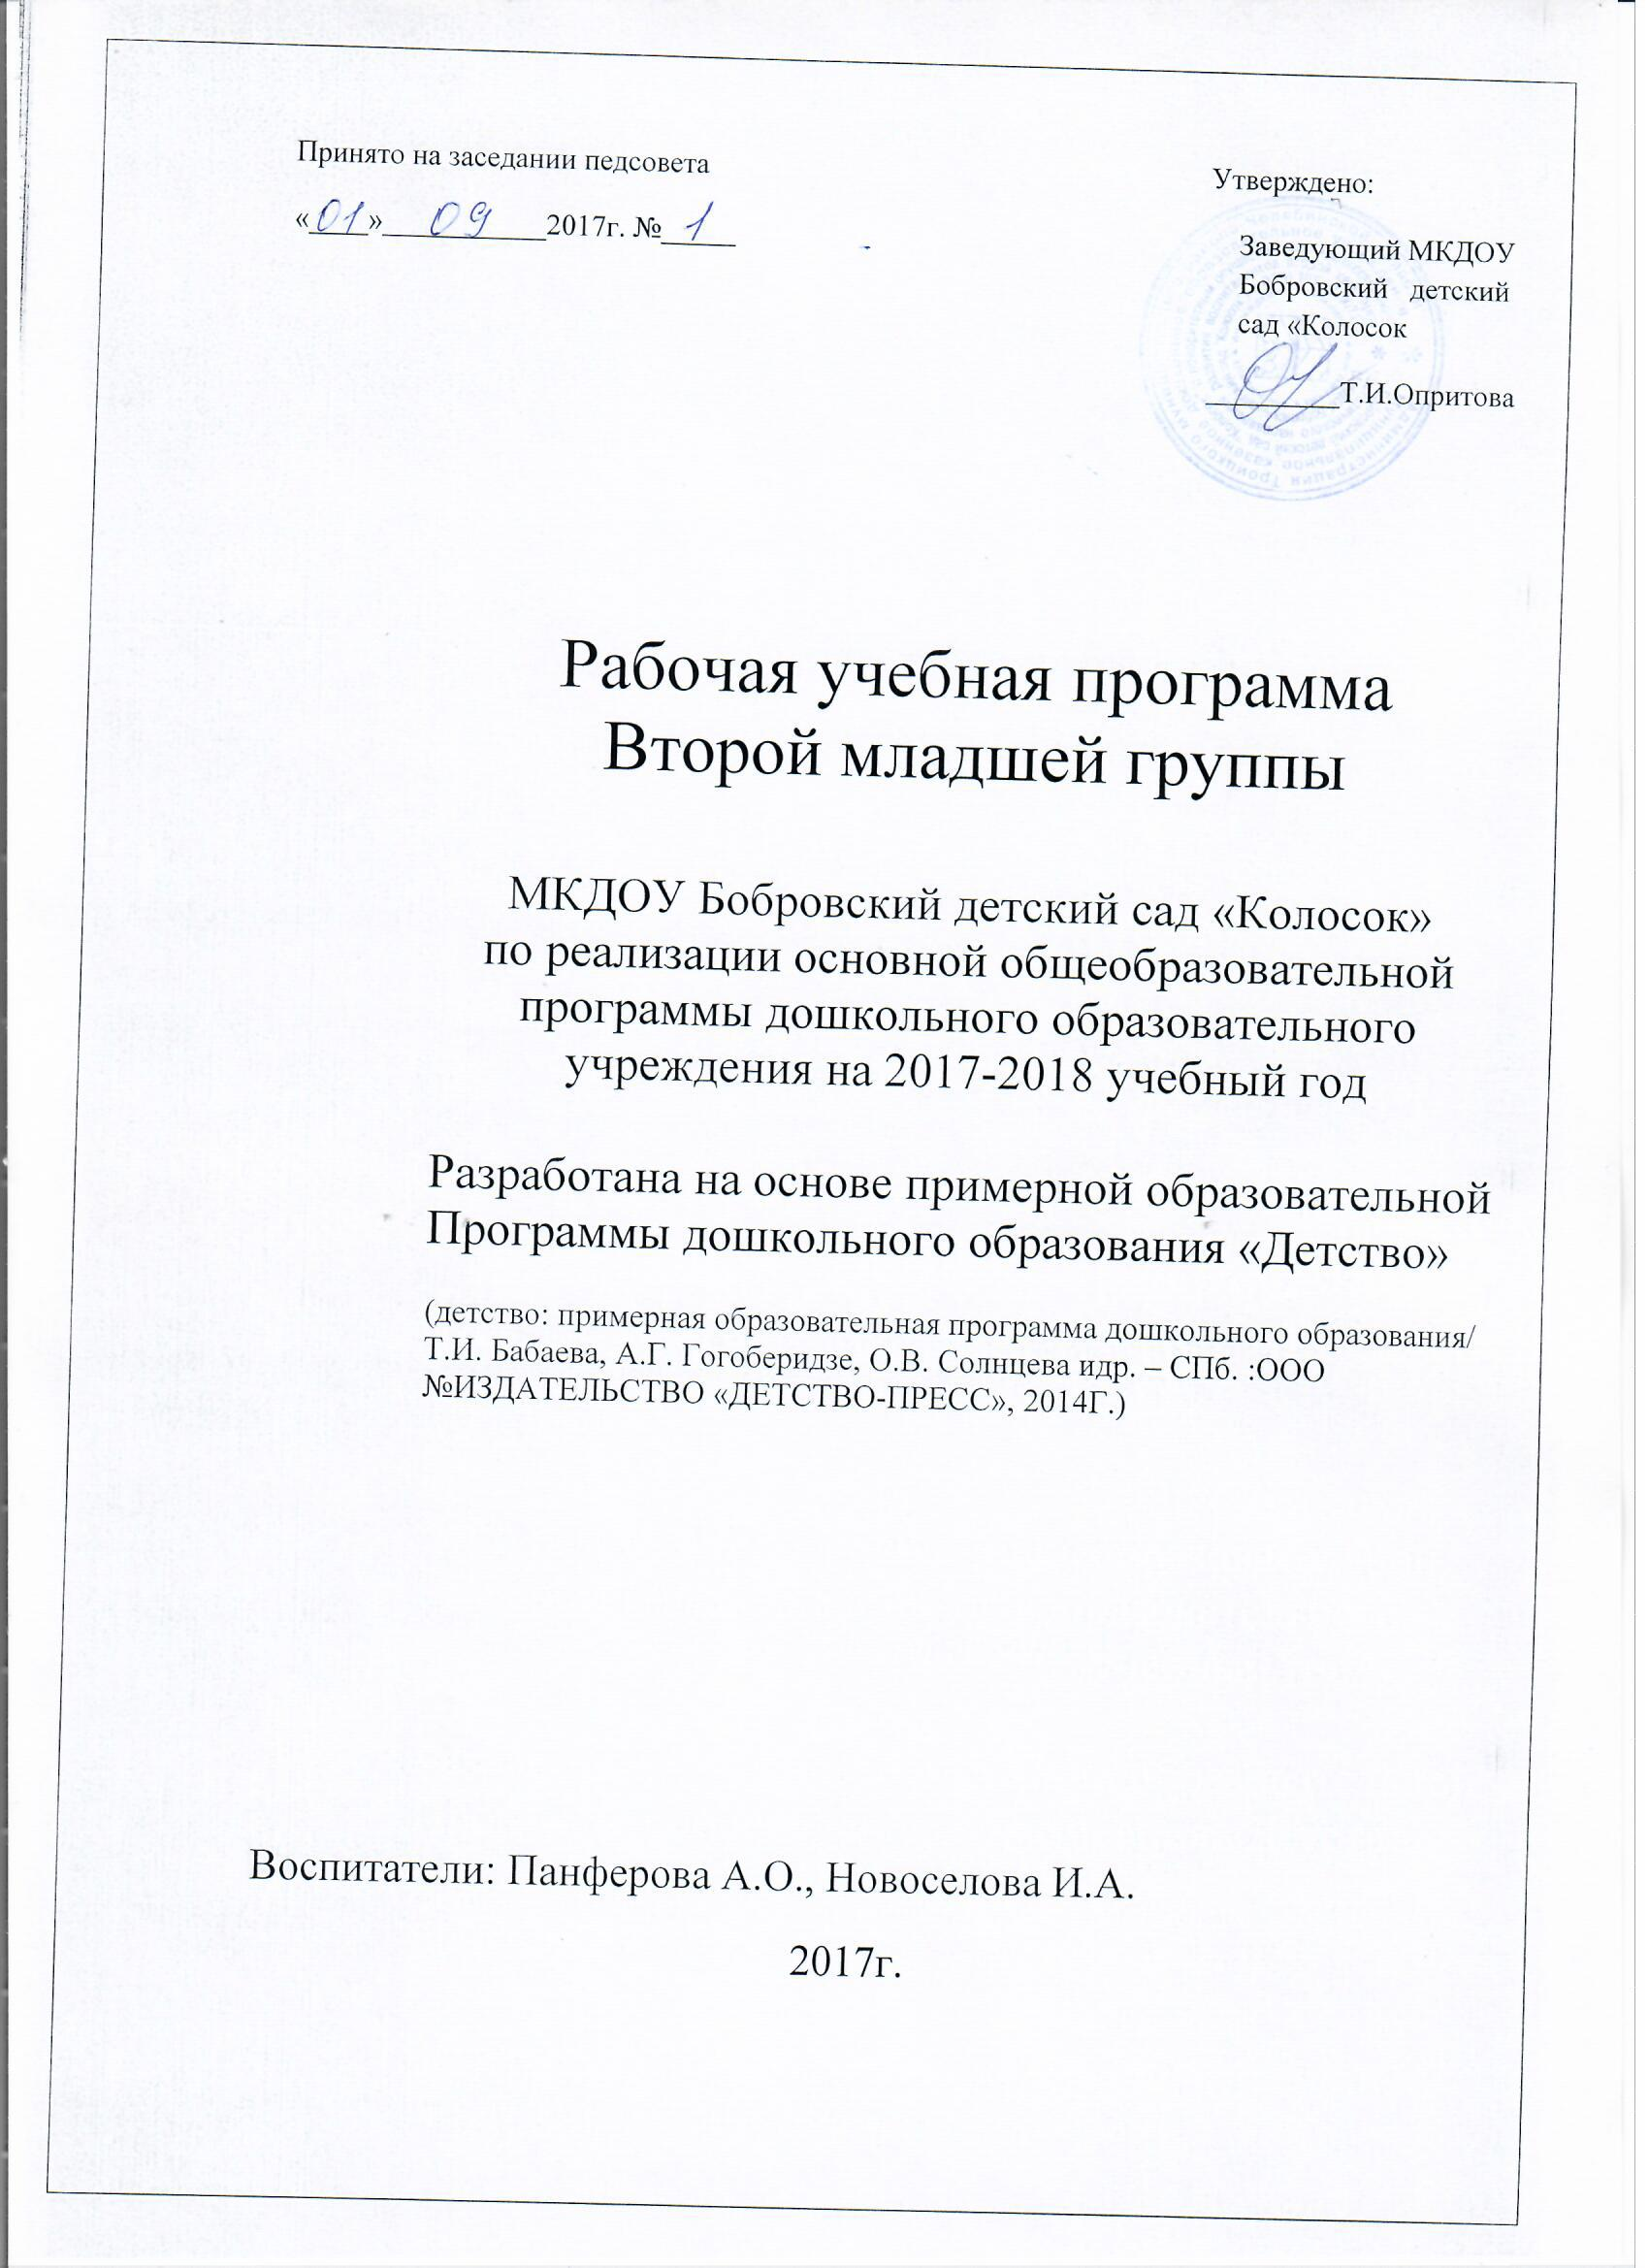 Принято на заседании педсовета
«01» 09 2017г. № 1
Утверждено:
Заведующий МКДОУ
Бобровский детский
сад «Колосок
Т.И.Опритова
Рабочая учебная программа
Второй младшей группы
МКДОУ Бобровский детский сад «Колосок»
по реализации основной общеобразовательной
программы дошкольного образовательного
учреждения на 2017-2018 учебный год
Разработана на основе примерной образовательной
Программы дошкольного образования «Детство»
(детство: примерная образовательная программа дошкольного образования/
Т.И. Бабаева, А.Г. Гогоберидзе, О.В. Солнцева идр. – СПб. :ООО
№ИЗДАТЕЛЬСТВО «ДЕТСТВО-ПРЕСС», 2014Г.)
Воспитатели: Панферова А.О., Новоселова И.А.
2017г.